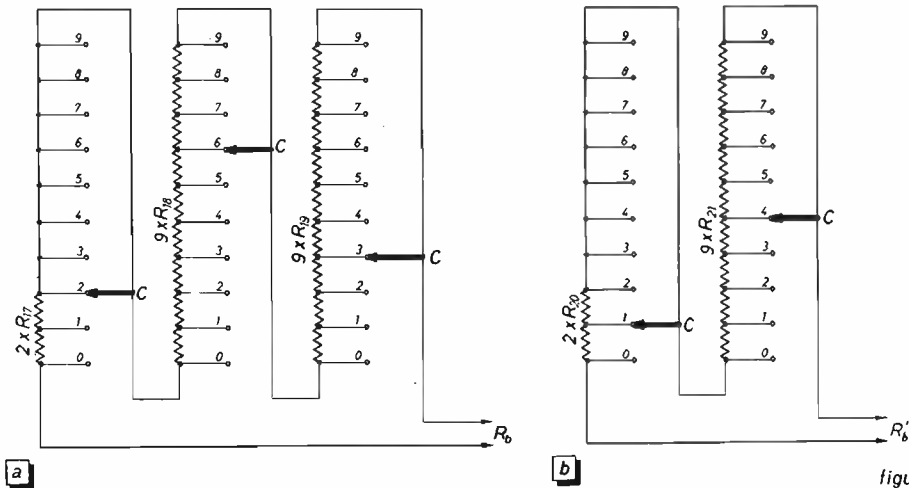 9 9 9
8 8 8
7 7 7
6 C 6 6
5 5 5
4 4 4
3 3 3 C
2 C 2 2
1 1 1
0 0 0
2 x R17
9 x R18
9 x R19
Rb
a
9 9
8 8
7 7
6 6
5 5
4 4 C
3 3
2 2
1 C 1
0 0
2 x R20
9 x R21
R'b
b
figu